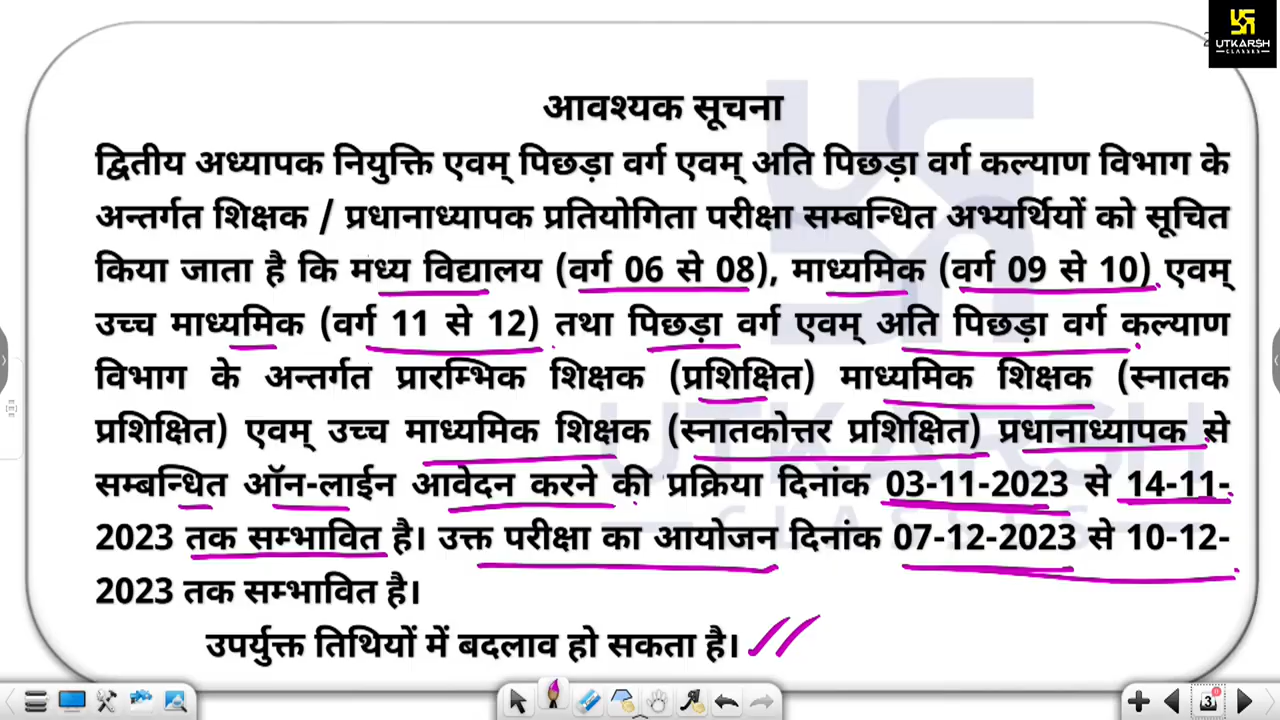 UTKARSH
CLASSES
आवश्यक सूचना
द्वितीय अध्यापक नियुक्ति एवम् पिछड़ा वर्ग एवम् अति पिछड़ा वर्ग कल्याण विभाग के
अन्तर्गत शिक्षक / प्रधानाध्यापक प्रतियोगिता परीक्षा सम्बन्धित अभ्यर्थियों को सूचित
किया जाता है कि मध्य विद्यालय (वर्ग 06 से 08), माध्यमिक (वर्ग 09 से 10) एवम्
उच्च माध्यमिक (वर्ग 11 से 12) तथा पिछड़ा वर्ग एवम् अति पिछड़ा वर्ग कल्याण
विभाग के अन्तर्गत प्रारम्भिक शिक्षक (प्रशिक्षित) माध्यमिक शिक्षक (स्नातक
प्रशिक्षित) एवम् उच्च माध्यमिक शिक्षक (स्नातकोत्तर प्रशिक्षित) प्रधानाध्यापक से
सम्बन्धित ऑन-लाईन आवेदन करने की प्रक्रिया दिनांक 03-11-2023 से 14-11-
2023 तक सम्भावित है। उक्त परीक्षा का आयोजन दिनांक 07-12-2023 से 10-12-
2023 तक सम्भावित है।
उपर्युक्त तिथियों में बदलाव हो सकता है।
UTKARSH
CLASSES
3